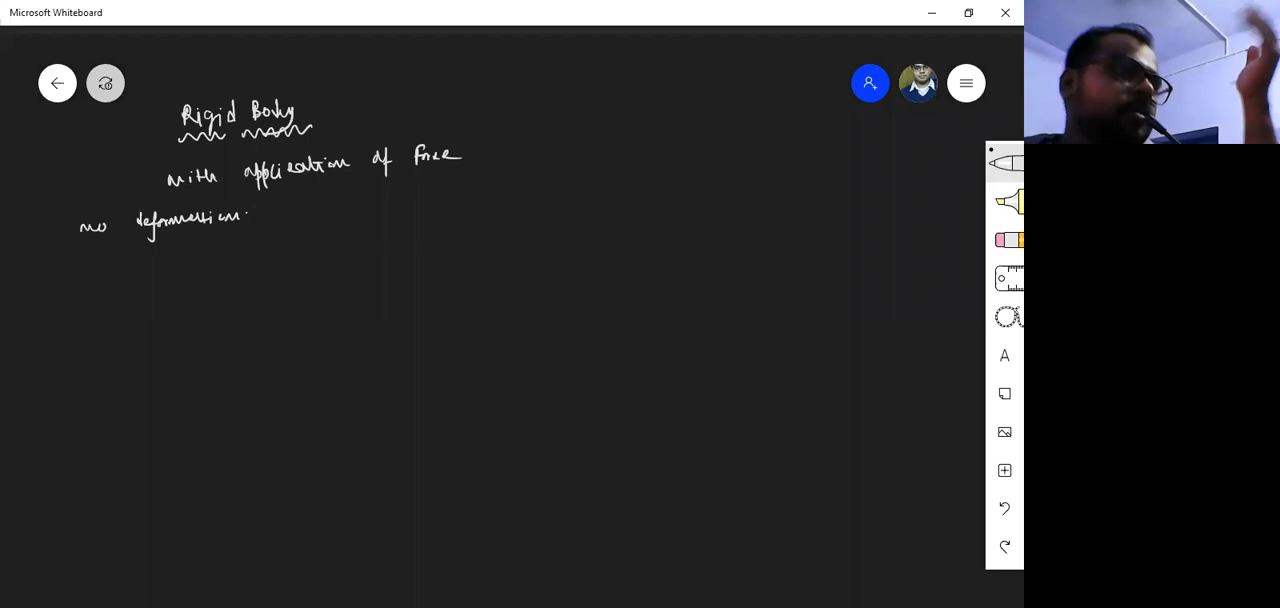 Microsoft Whiteboard
Rigid Body
with application of force
no deformation.
A